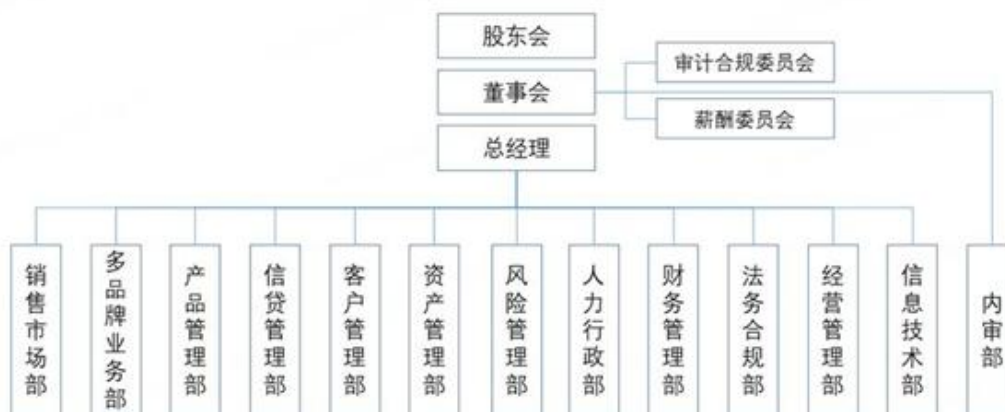 股东会
董事会
审计合规委员会
薪酬委员会
总经理
销售市场部
多品牌业务部
产品管理部
信贷管理部
客户管理部
资产管理部
风险管理部
人力行政部
财务管理部
法务合规部
经营管理部
信息技术部
内审部